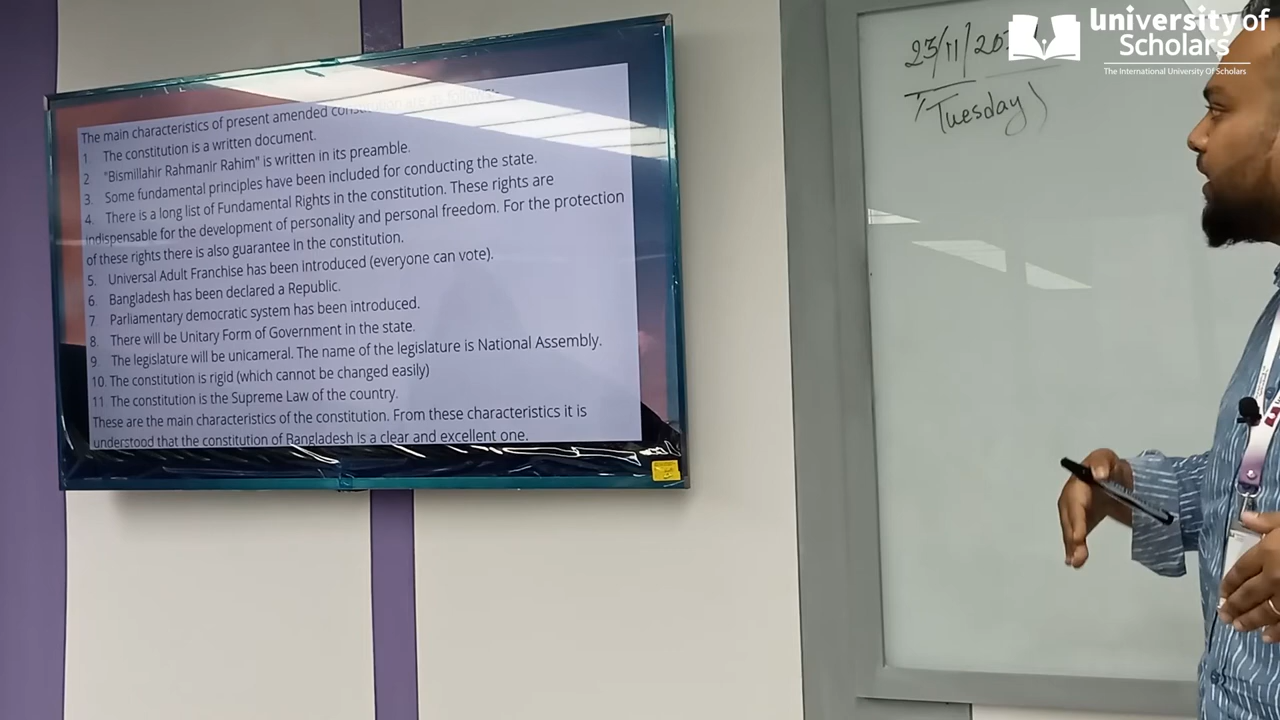 The main characteristics of present amended constitution are as follows:
1 The constitution is a written document.
2 "Bismillahir Rahmanir Rahim" is written in its preamble.
3. Some fundamental principles have been included for conducting the state.
4. There is a long list of Fundamental Rights in the constitution. These rights are
indispensable for the development of personality and personal freedom. For the protection
of these rights there is also guarantee in the constitution.
5. Universal Adult Franchise has been introduced (everyone can vote).
6 Bangladesh has been declared a Republic.
7 Parliamentary democratic system has been introduced.
8. There will be Unitary Form of Government in the state.
9. The legislature will be unicameral. The name of the legislature is National Assembly.
10. The constitution is rigid (which cannot be changed easily)
11. The constitution is the Supreme Law of the country.
These are the main characteristics of the constitution. From these characteristics it is
understood that the constitution of Bangladesh is a clear and excellent one.
23/11/20
(Tuesday)
university of
Scholars
The International University Of Scholars